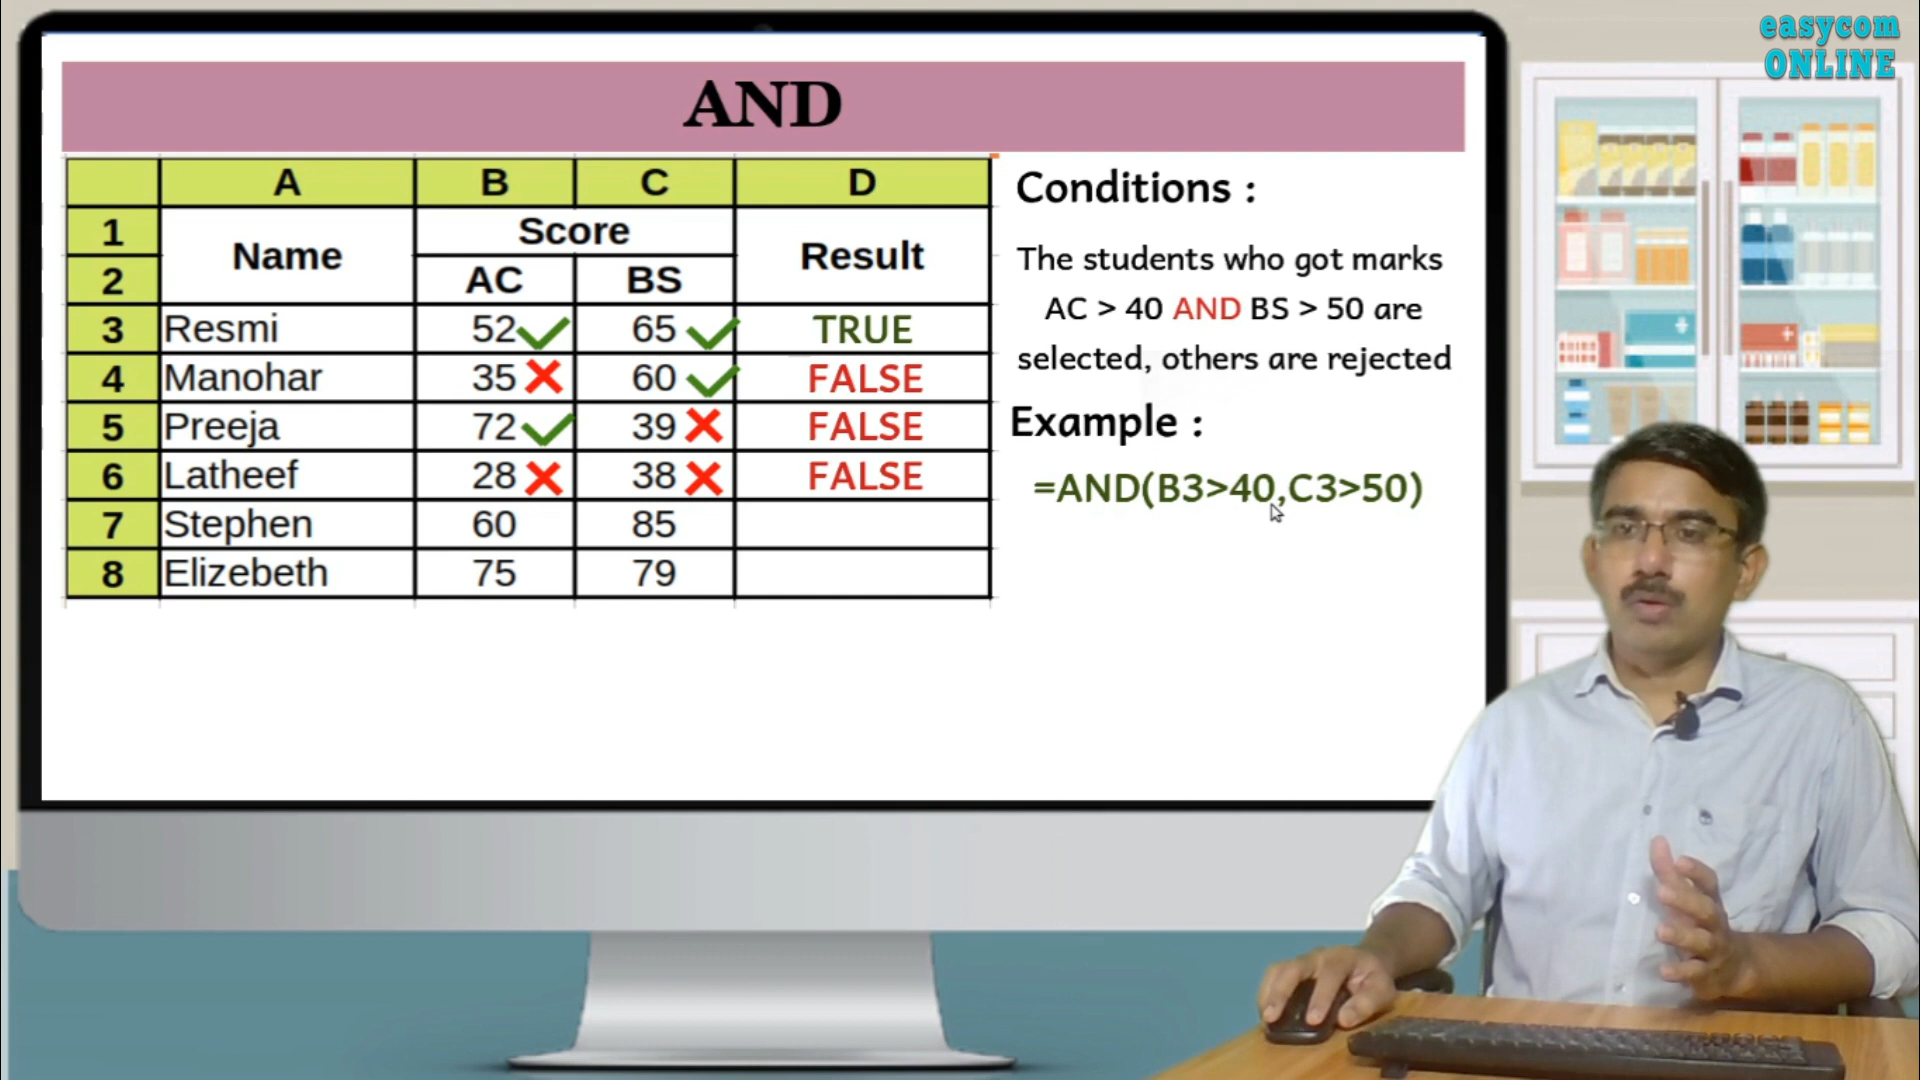 easycom
ONLINE
AND
A B C D
1 Name Score Result
2 AC BS
3 Resmi 52 65 TRUE
4 Manohar 35 60 FALSE
5 Preeja 72 39 FALSE
6 Latheef 28 38 FALSE
7 Stephen 60 85
8 Elizebeth 75 79
Conditions :
The students who got marks
AC > 40 AND BS > 50 are
selected, others are rejected
Example :
=AND(B3>40,C3>50)